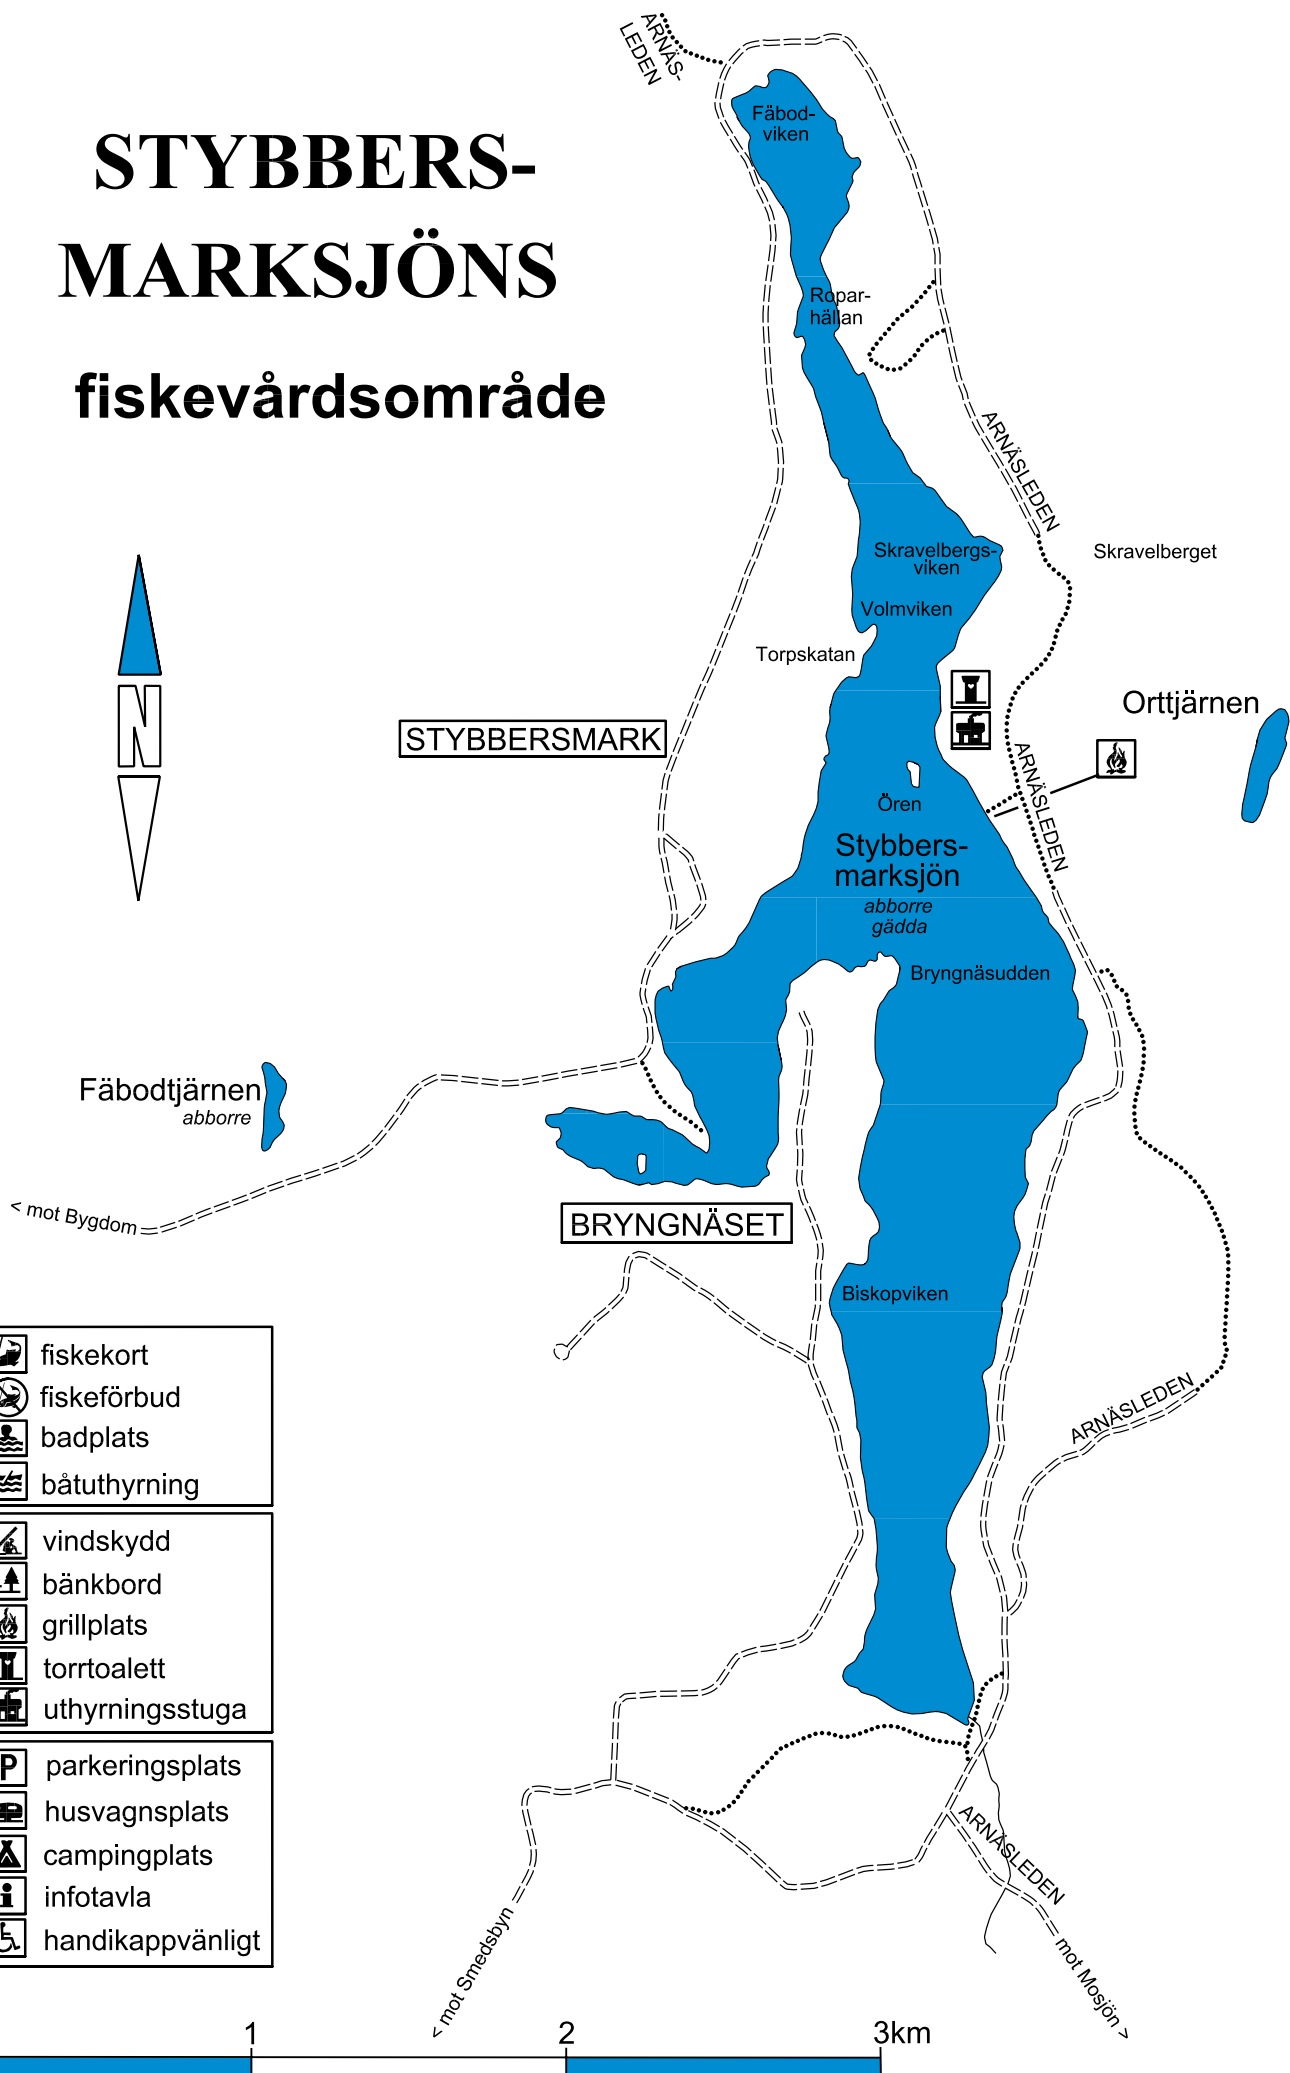 ARNÄS-
LEDEN
STYBBERS-
MARKSJÖNS
fiskevårdsområde
Fäbod-
viken
Ropar-
hällan
ARNÄSLEDEN
Skravelbergs-
viken
Skravelberget
Volmviken
Torpskatan
N
STYBBERSMARK
Orttjärnen
ARNÄSLEDEN
Ören
Stybbers-
marksjön
abborre
gädda
Bryngnäsudden
Fäbodtjärnen
abborre
< mot Bygdom
BRYNGNÄSET
Biskopviken
ARNÄSLEDEN
fiskekort
fiskeförbud
badplats
båtuthyrning
vindskydd
bänkbord
grillplats
torrtoalett
uthyrningsstuga
P parkeringsplats
husvagnsplats
campingplats
i infotavla
handikappvänligt
ARNÄSLEDEN
< mot Smedsbyn
mot Mosjön >
1 2 3km